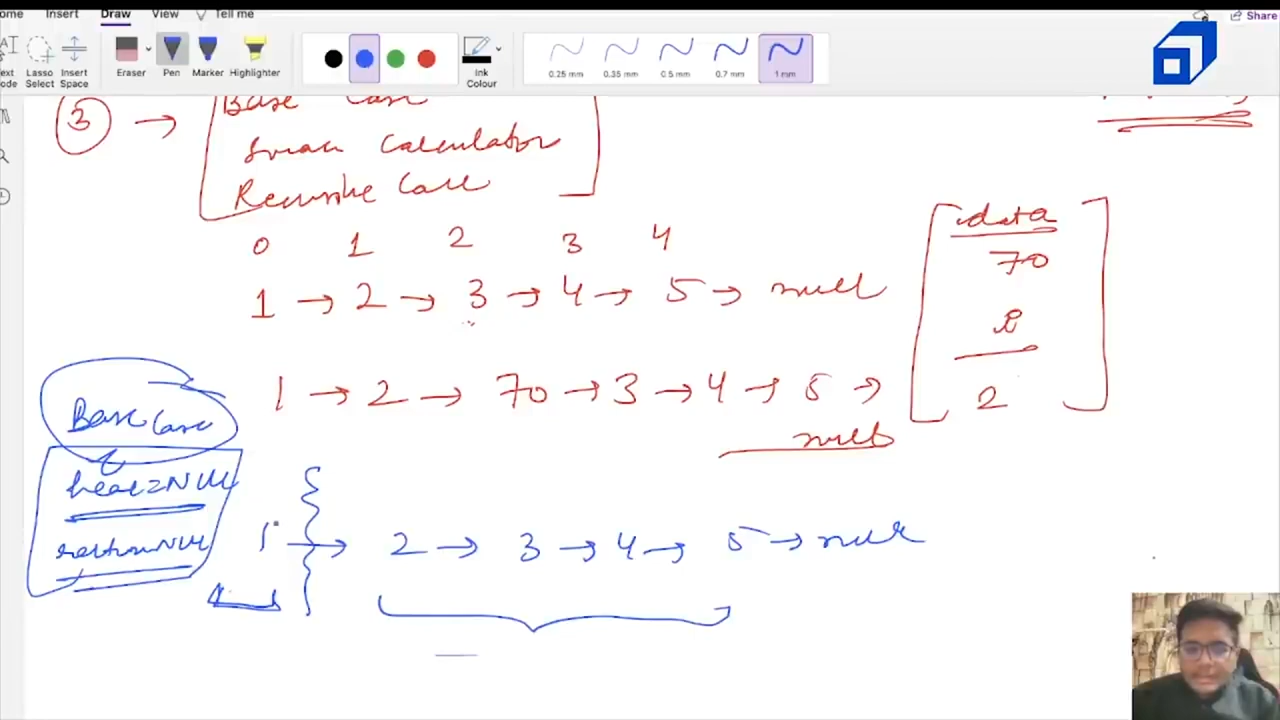 Insert Draw View Tell me
Share
Eraser Pen Marker Highlighter
Lasso Select
Insert Space
Ink Colour
0.25 mm 0.35 mm 0.5 mm 0.7 mm 1 mm
3 → Base Case
Small Calculator
Recursive Case
0 1 2 3 4
1 → 2 → 3 → 4 → 5 → null
data
70
i
2
1 → 2 → 70 → 3 → 4 → 5 →
null
Base Case
head=NULL
return NULL
1 → 2 → 3 → 4 → 5 → null